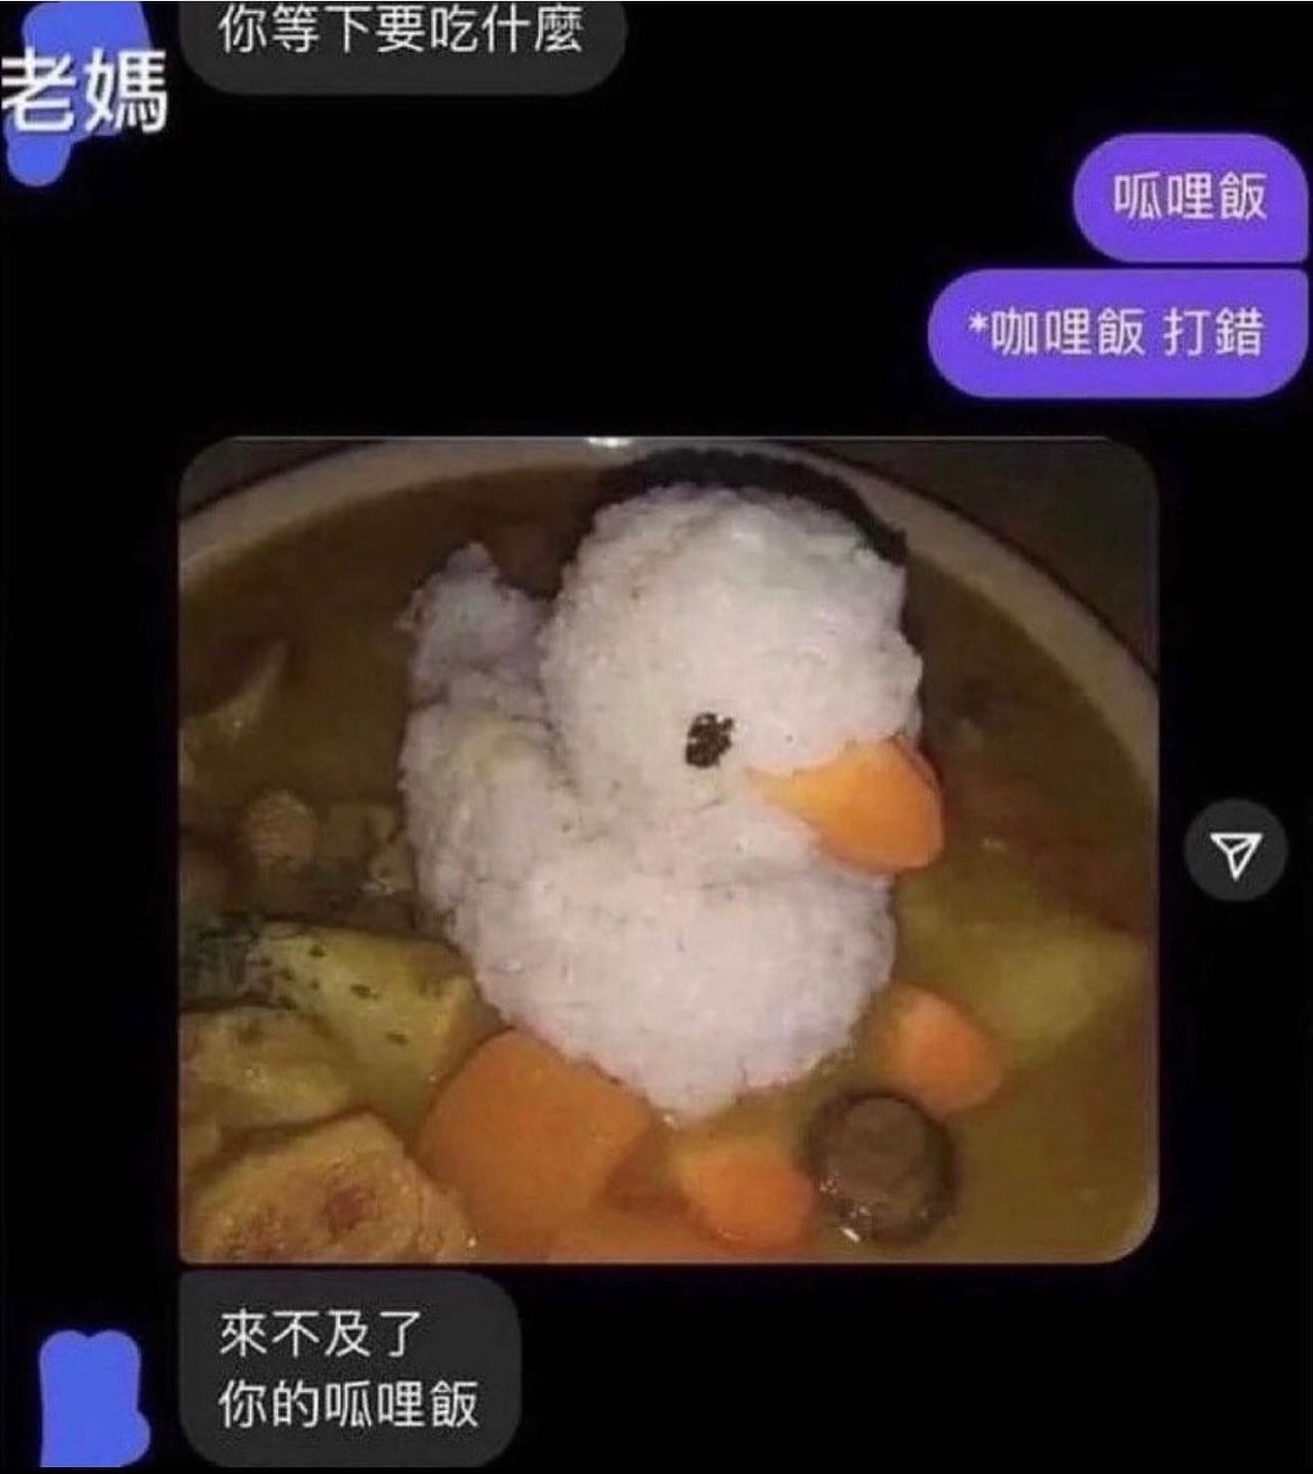 你等下要吃什麼
老媽
呱哩飯
*咖哩飯 打錯
來不及了
你的呱哩飯